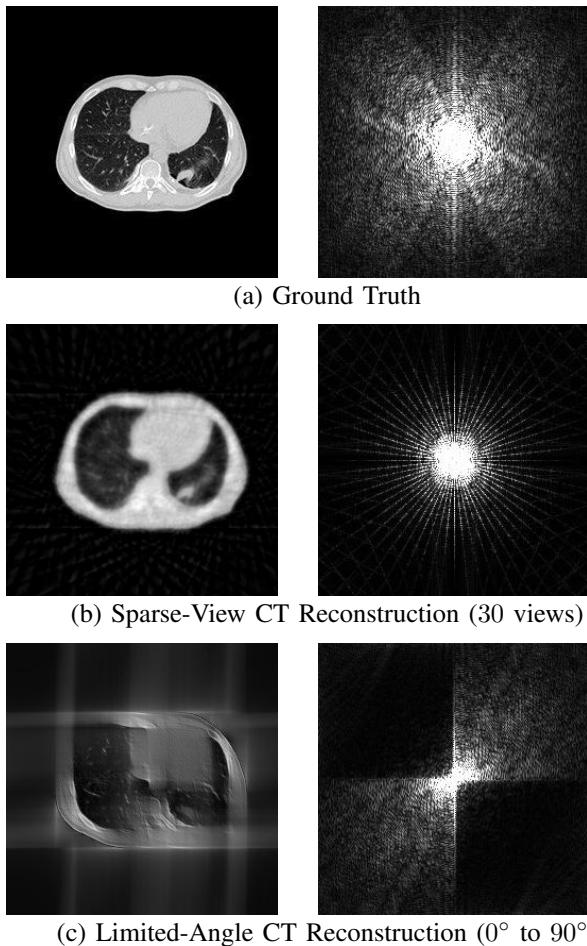 (a) Ground Truth
(b) Sparse-View CT Reconstruction (30 views)
(c) Limited-Angle CT Reconstruction (0° to 90°